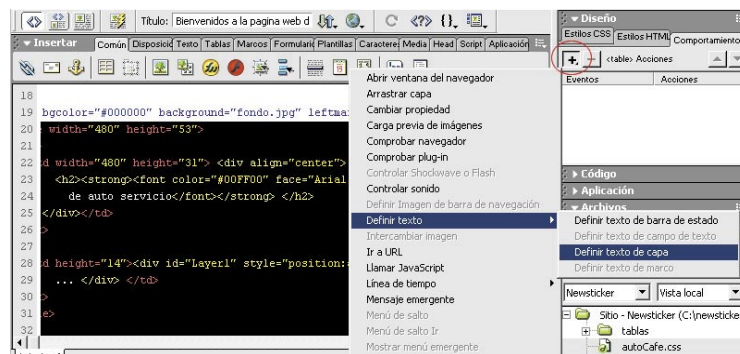 Título: Bienvenidos a la pagina web d
Insertar Común Disposició Texto Tablas Marcos Formulario Plantillas Caracteres Media Head Script Aplicación
18
19 bgcolor="#000000" background="fondo.jpg" leftma
20 width="480" height="53">
21
22 d width="480" height="31"> <div align="center">
23 <h2><strong><font color="#00FF00" face="Arial
24 de auto servicio</font></strong> </h2>
25 </div></td>
26 >
27
28 d height="14"><div id="Layer1" style="position:
29 ... </div> </td>
30 >
31 e>
32
Abrir ventana del navegador
Arrastrar capa
Cambiar propiedad
Carga previa de imágenes
Comprobar navegador
Comprobar plug-in
Controlar Shockwave o Flash
Controlar sonido
Definir Imagen de barra de navegación
Definir texto
Intercambiar imagen
Ir a URL
Llamar JavaScript
Línea de tiempo
Mensaje emergente
Menú de salto
Menú de salto Ir
Mostrar menú emergente
Diseño
Estilos CSS Estilos HTML Comportamiento
<table> Acciones
Eventos Acciones
Código
Aplicación
Archivos
Definir texto de barra de estado
Definir texto de campo de texto
Definir texto de capa
Definir texto de marco
Newsticker Vista local
Sitio - Newsticker (C:\newsticke
tablas
autoCafe.css